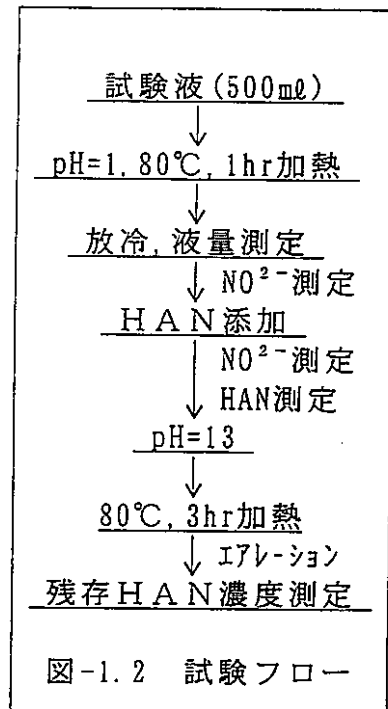 試験液(500mℓ)
pH=1,80℃,1hr加熱
放冷,液量測定
NO²⁻測定
HAN添加
NO²⁻測定
HAN測定
pH=13
80℃,3hr加熱
エアレーション
残存HAN濃度測定
図-1.2 試験フロー